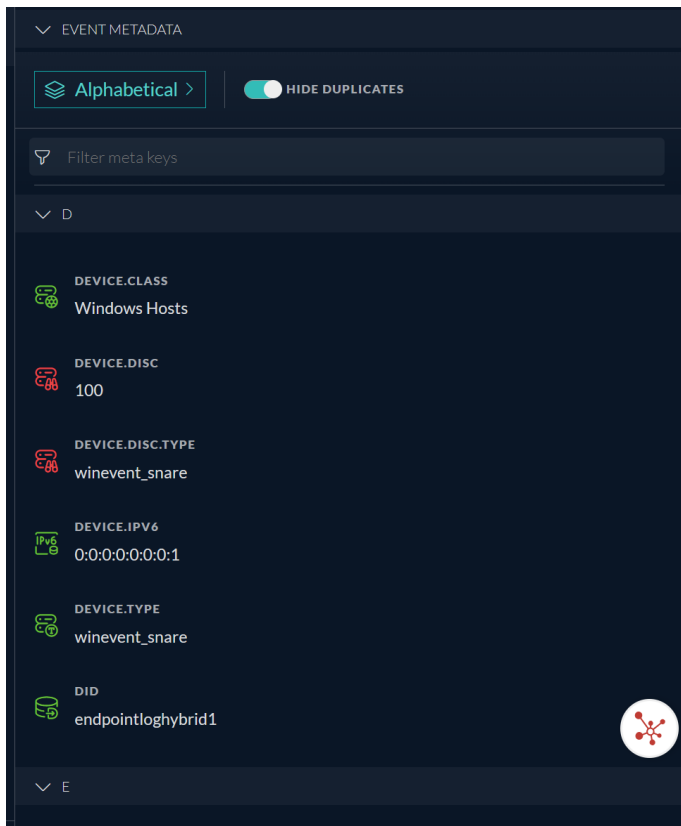 EVENT METADATA
Alphabetical
HIDE DUPLICATES
Filter meta keys
D
DEVICE.CLASS
Windows Hosts
DEVICE.DISC
100
DEVICE.DISC.TYPE
winevent_snare
IPv6
DEVICE.IPV6
0:0:0:0:0:0:0:1
DEVICE.TYPE
winevent_snare
DID
endpointloghybrid1
E